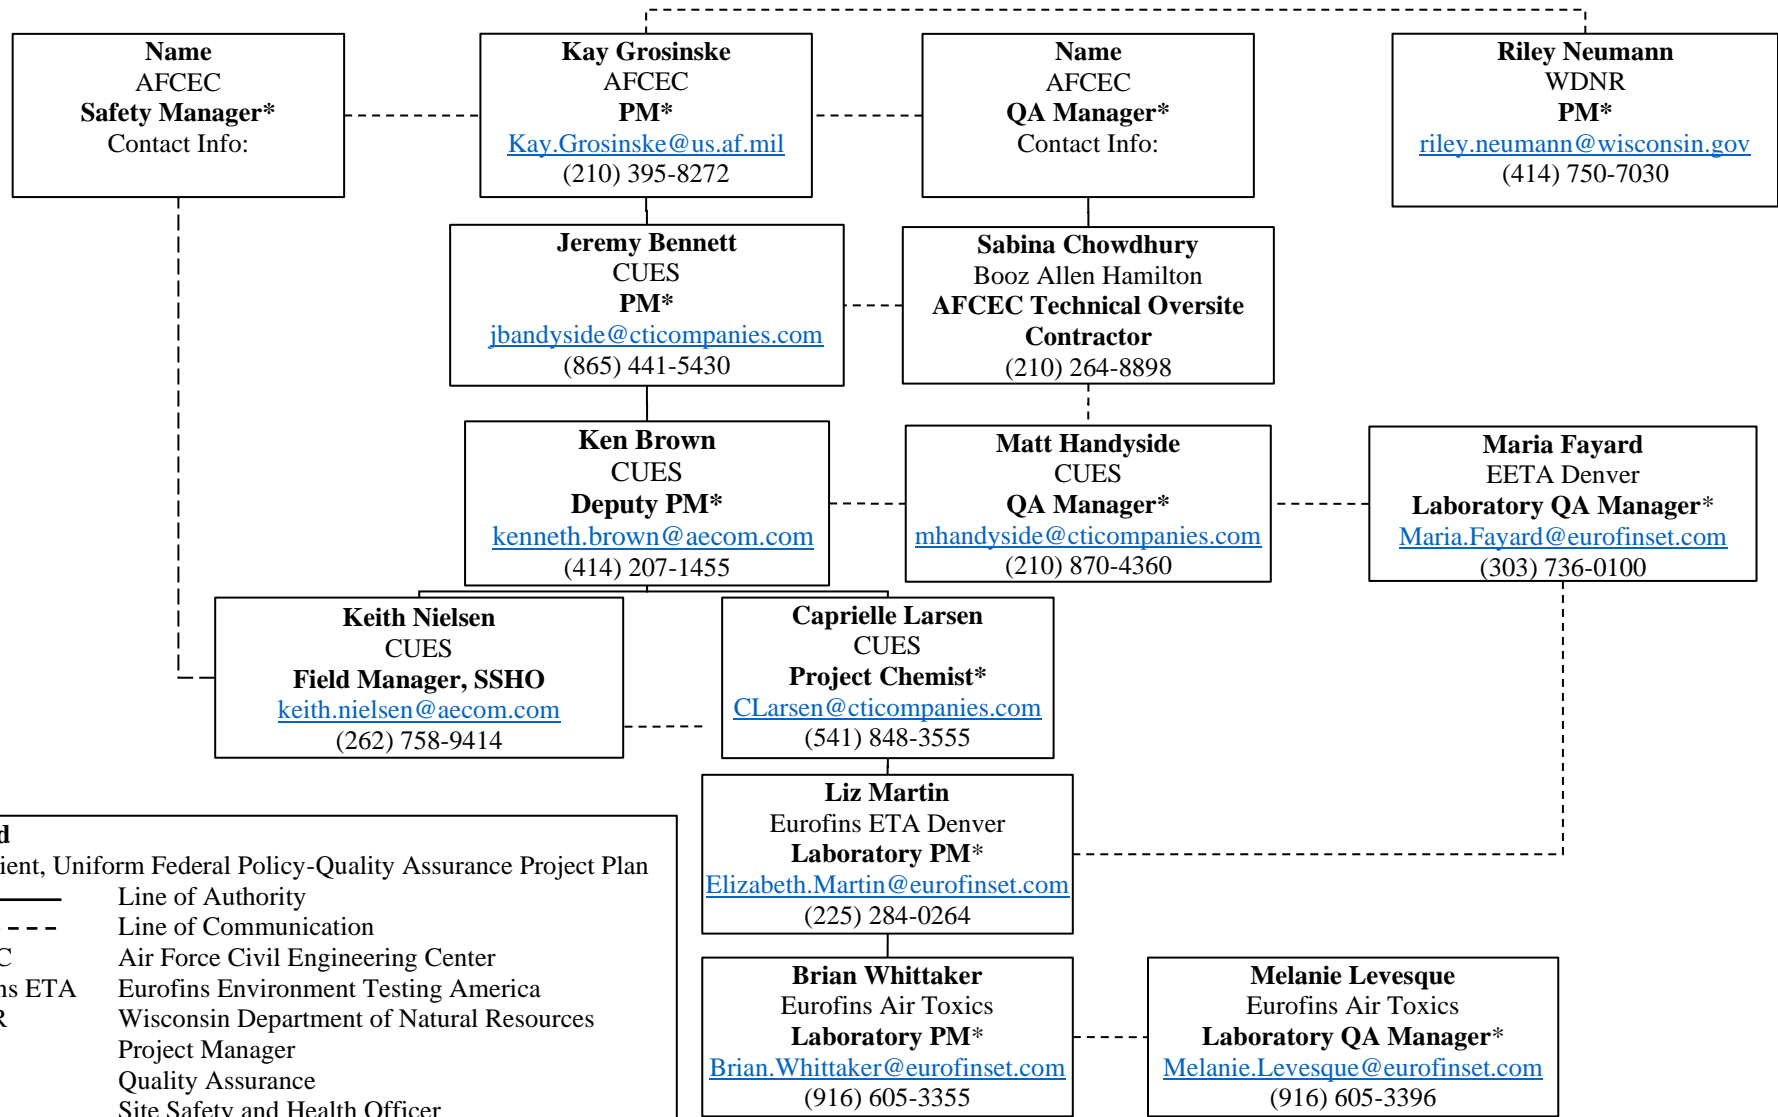 Name
AFCEC
Safety Manager*
Contact Info:
Kay Grosinske
AFCEC
PM*
Kay.Grosinske@us.af.mil
(210) 395-8272
Name
AFCEC
QA Manager*
Contact Info:
Riley Neumann
WDNR
PM*
riley.neumann@wisconsin.gov
(414) 750-7030
Jeremy Bennett
CUES
PM*
jbandyside@cticompanies.com
(865) 441-5430
Sabina Chowdhury
Booz Allen Hamilton
AFCEC Technical Oversite
Contractor
(210) 264-8898
Ken Brown
CUES
Deputy PM*
kenneth.brown@aecom.com
(414) 207-1455
Matt Handyside
CUES
QA Manager*
mhandyside@cticompanies.com
(210) 870-4360
Maria Fayard
EETA Denver
Laboratory QA Manager*
Maria.Fayard@eurofinset.com
(303) 736-0100
Keith Nielsen
CUES
Field Manager, SSHO
keith.nielsen@aecom.com
(262) 758-9414
Caprielle Larsen
CUES
Project Chemist*
CLarsen@cticompanies.com
(541) 848-3555
Liz Martin
Eurofins ETA Denver
Laboratory PM*
Elizabeth.Martin@eurofinset.com
(225) 284-0264
Brian Whittaker
Eurofins Air Toxics
Laboratory PM*
Brian.Whittaker@eurofinset.com
(916) 605-3355
Melanie Levesque
Eurofins Air Toxics
Laboratory QA Manager*
Melanie.Levesque@eurofinset.com
(916) 605-3396
d
ient, Uniform Federal Policy-Quality Assurance Project Plan
Line of Authority
Line of Communication
C Air Force Civil Engineering Center
ns ETA Eurofins Environment Testing America
R Wisconsin Department of Natural Resources
Project Manager
Quality Assurance
Site Safety and Health Officer